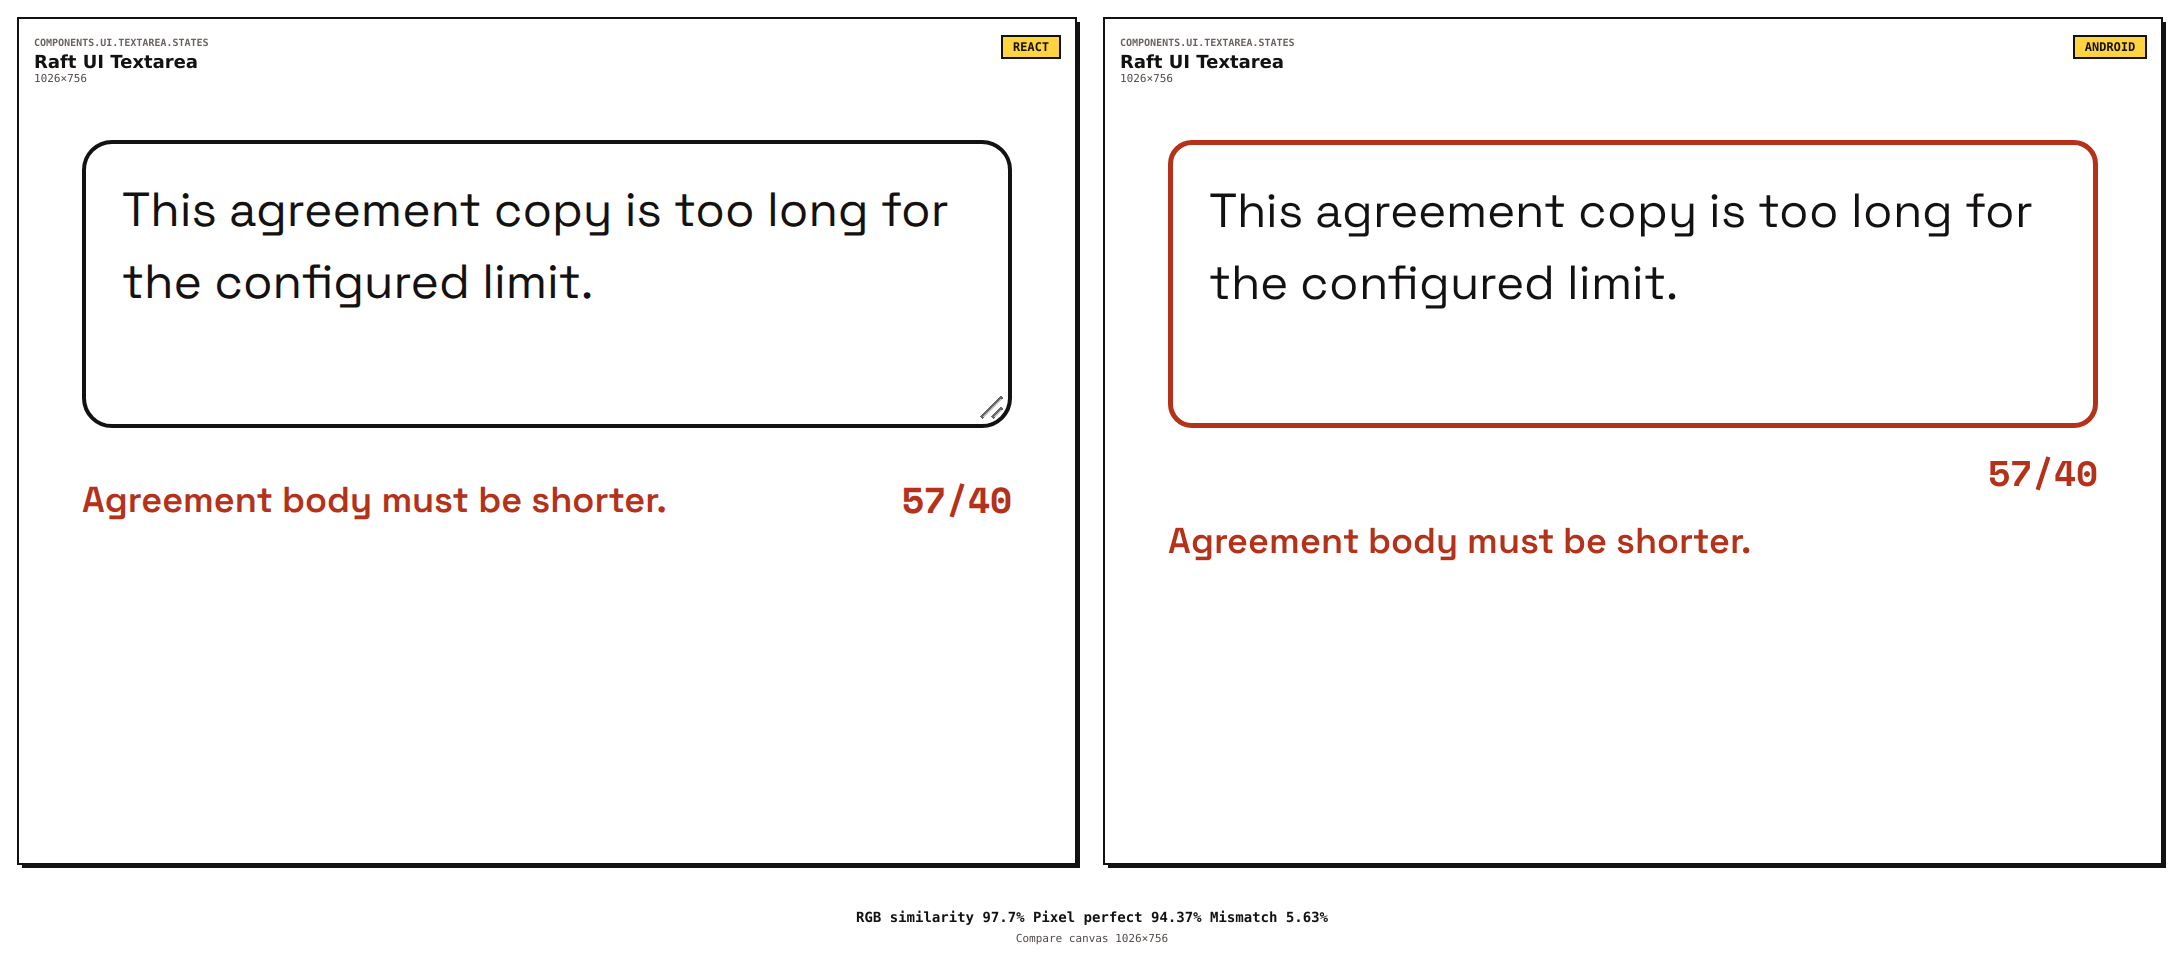 COMPONENTS.UI.TEXTAREA.STATES
Raft UI Textarea
1026×756
REACT
This agreement copy is too long for
the configured limit.
Agreement body must be shorter.
57/40
COMPONENTS.UI.TEXTAREA.STATES
Raft UI Textarea
1026×756
ANDROID
This agreement copy is too long for
the configured limit.
57/40
Agreement body must be shorter.
RGB similarity 97.7% Pixel perfect 94.37% Mismatch 5.63%
Compare canvas 1026×756